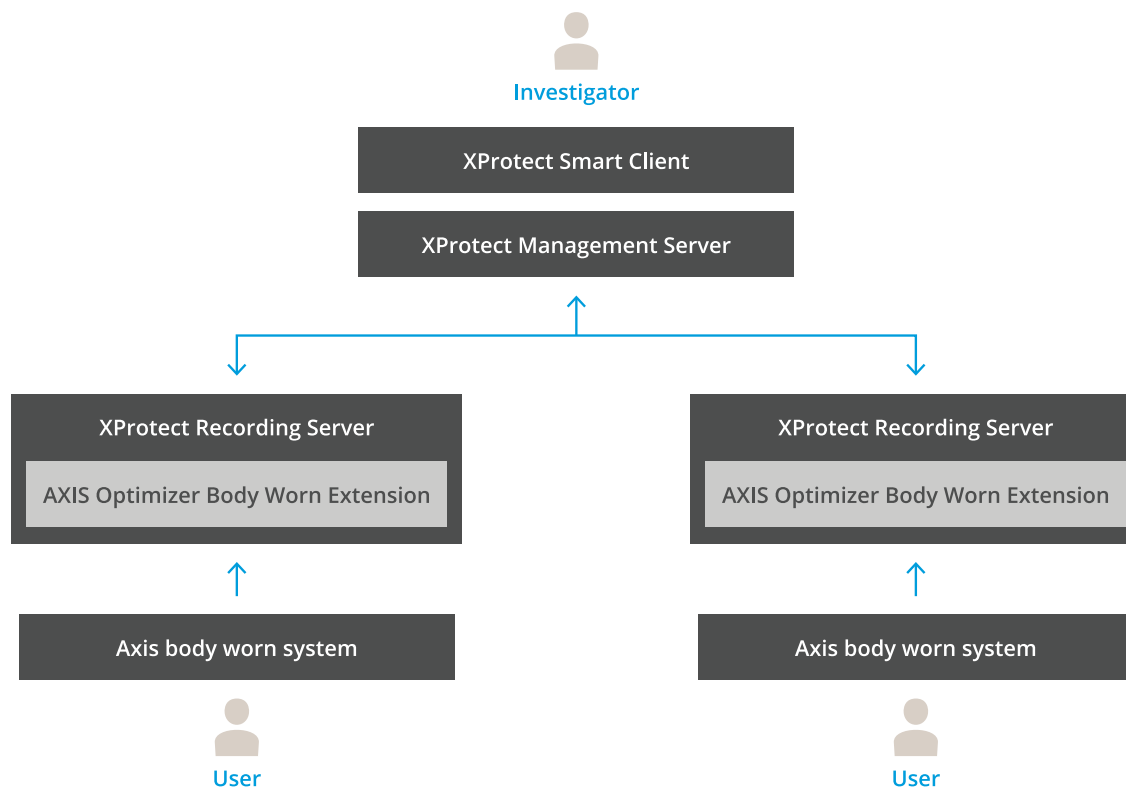 Investigator
XProtect Smart Client
XProtect Management Server
XProtect Recording Server
AXIS Optimizer Body Worn Extension
Axis body worn system
User
XProtect Recording Server
AXIS Optimizer Body Worn Extension
Axis body worn system
User